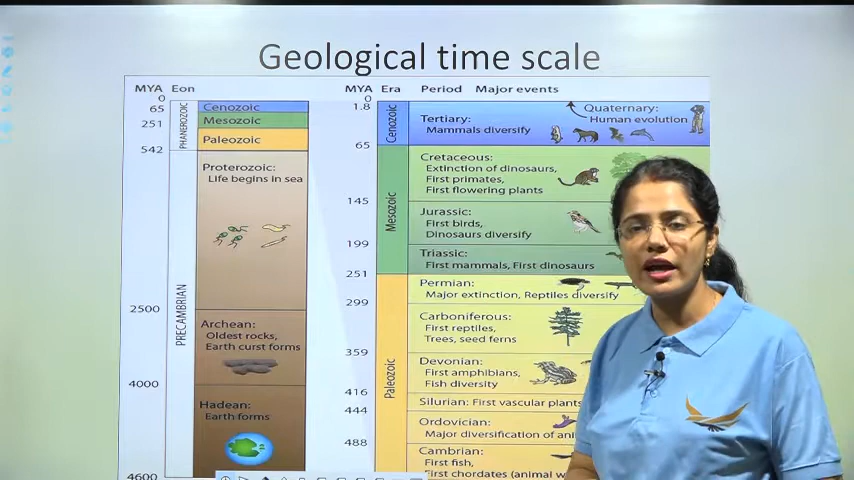 Geological time scale
MYA Eon
0
65
251
542
2500
4000
4600
PHANEROZOIC
PRECAMBRIAN
Cenozoic
Mesozoic
Paleozoic
Proterozoic:
Life begins in sea
Archean:
Oldest rocks,
Earth curst forms
Hadean:
Earth forms
MYA Era Period Major events
0
1.8
65
145
199
251
299
359
416
444
488
Cenozoic
Mesozoic
Paleozoic
Quaternary:
Human evolution
Tertiary:
Mammals diversify
Cretaceous:
Extinction of dinosaurs,
First primates,
First flowering plants
Jurassic:
First birds,
Dinosaurs diversify
Triassic:
First mammals, First dinosaurs
Permian:
Major extinction, Reptiles diversify
Carboniferous:
First reptiles,
Trees, seed ferns
Devonian:
First amphibians,
Fish diversity
Silurian: First vascular plants
Ordovician:
Major diversification of
Cambrian:
First fish,
First chordates (animal